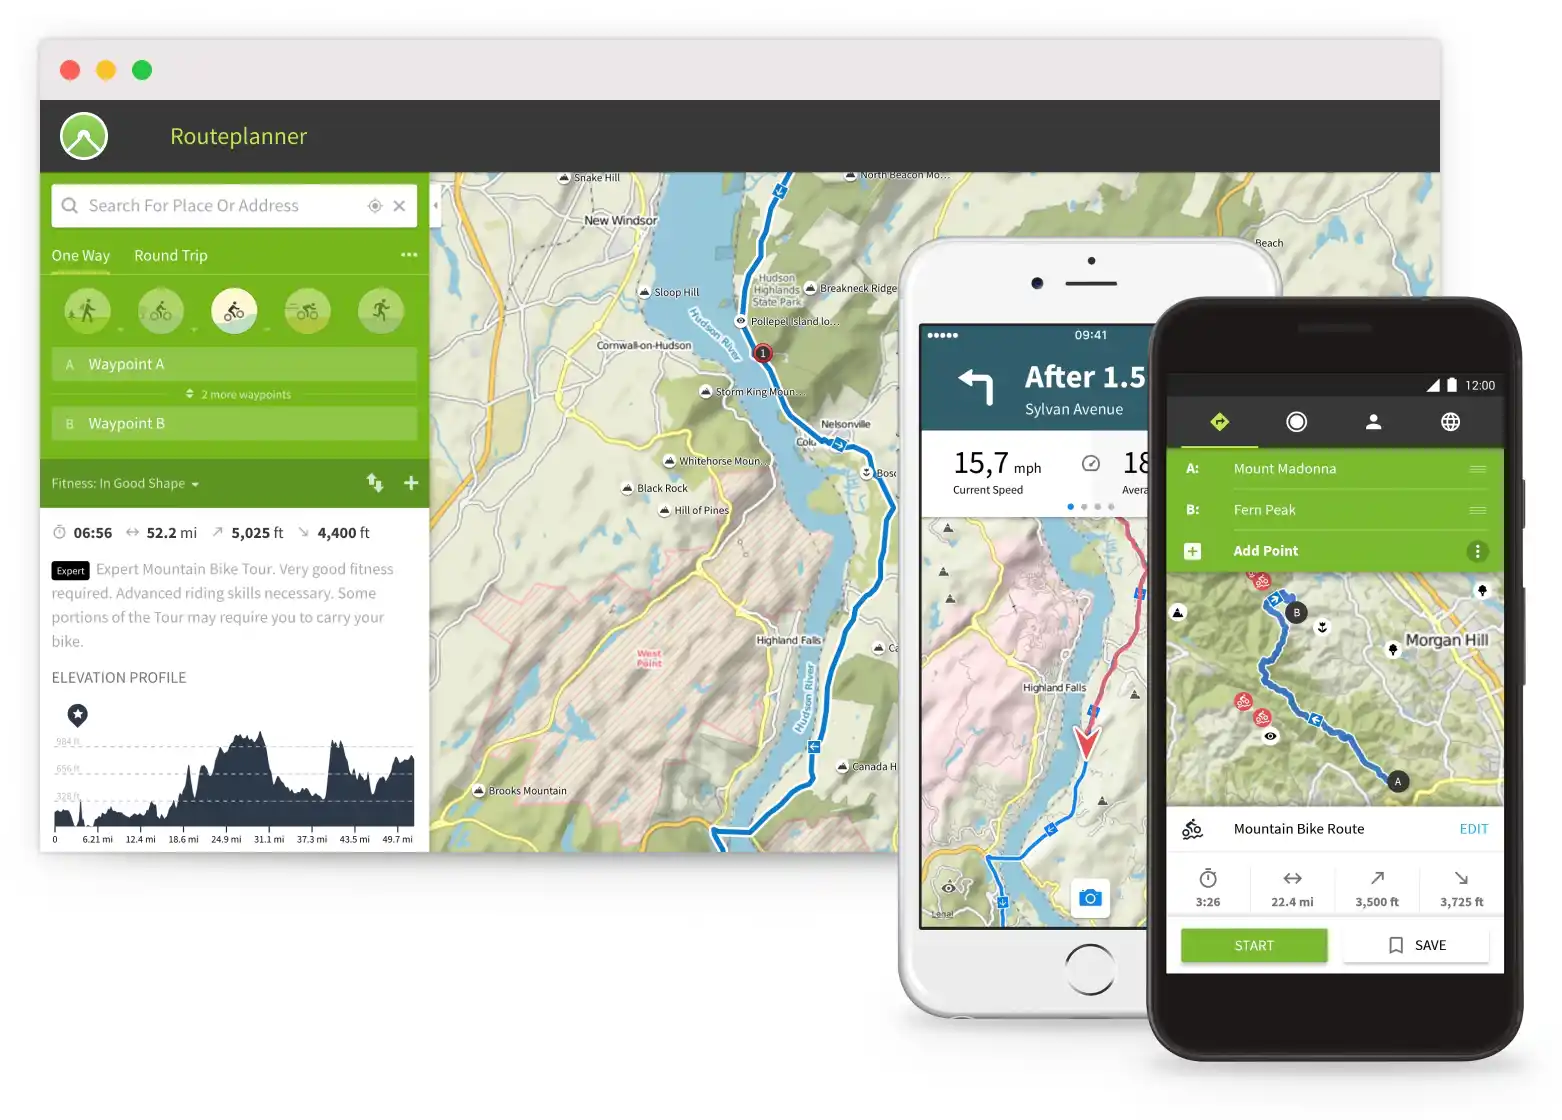 Routeplanner
Search For Place Or Address
One Way
Round Trip
A Waypoint A
2 more waypoints
B Waypoint B
Fitness: In Good Shape
06:56
52.2 mi
5,025 ft
4,400 ft
Expert Expert Mountain Bike Tour. Very good fitness
required. Advanced riding skills necessary. Some
portions of the Tour may require you to carry your
bike.
ELEVATION PROFILE
984 ft
656 ft
328 ft
0 6.21 mi 12.4 mi 18.6 mi 24.9 mi 31.1 mi 37.3 mi 43.5 mi 49.7 mi
Snake Hill
North Beacon Mo...
New Windsor
Beach
Hudson
Highlands
State Park
Breakneck Ridge
Sloop Hill
Pollepel Island lo...
Hudson River
Cornwall-on-Hudson
1
Storm King Moun...
Nelsonville
Cold
Whitehorse Moun...
Bosc
Black Rock
Hill of Pines
Highland Falls
West
Point
Hudson River
Canada H
Brooks Mountain
09:41
After 1.5
Sylvan Avenue
15,7 mph
Current Speed
18
Avera
Highland Falls
Legal
12:00
A: Mount Madonna
B: Fern Peak
Add Point
B
Morgan Hill
A
Mountain Bike Route
EDIT
3:26
22.4 mi
3,500 ft
3,725 ft
START
SAVE